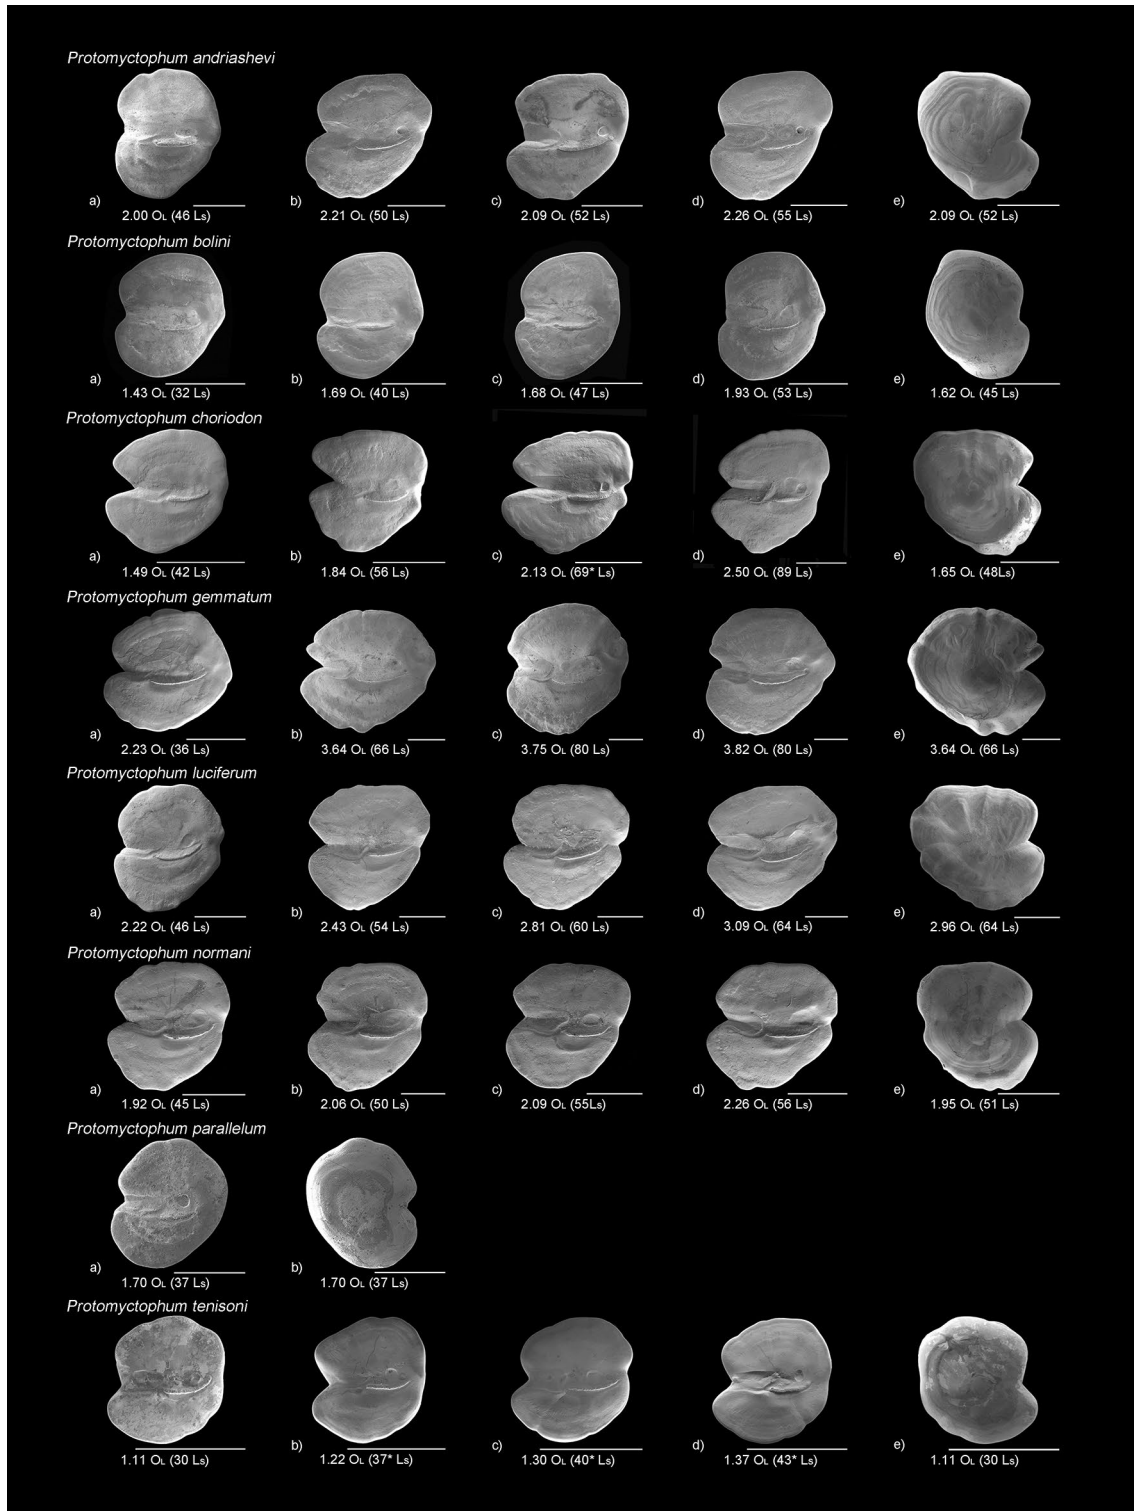 Protomyctophum andriashevi
a) b) c) d) e)
2.00 OL (46 Ls) 2.21 OL (50 Ls) 2.09 OL (52 Ls) 2.26 OL (55 Ls) 2.09 OL (52 Ls)
Protomyctophum bolini
a) b) c) d) e)
1.43 OL (32 Ls) 1.69 OL (40 Ls) 1.68 OL (47 Ls) 1.93 OL (53 Ls) 1.62 OL (45 Ls)
Protomyctophum choriodon
a) b) c) d) e)
1.49 OL (42 Ls) 1.84 OL (56 Ls) 2.13 OL (69* Ls) 2.50 OL (89 Ls) 1.65 OL (48Ls)
Protomyctophum gemmatum
a) b) c) d) e)
2.23 OL (36 Ls) 3.64 OL (66 Ls) 3.75 OL (80 Ls) 3.82 OL (80 Ls) 3.64 OL (66 Ls)
Protomyctophum luciferum
a) b) c) d) e)
2.22 OL (46 Ls) 2.43 OL (54 Ls) 2.81 OL (60 Ls) 3.09 OL (64 Ls) 2.96 OL (64 Ls)
Protomyctophum normani
a) b) c) d) e)
1.92 OL (45 Ls) 2.06 OL (50 Ls) 2.09 OL (55Ls) 2.26 OL (56 Ls) 1.95 OL (51 Ls)
Protomyctophum parallelum
a) b)
1.70 OL (37 Ls) 1.70 OL (37 Ls)
Protomyctophum tenisoni
b) c) d) e)
1.11 OL (30 Ls) 1.22 OL (37* Ls) 1.30 OL (40* Ls) 1.37 OL (43* Ls) 1.11 OL (30 Ls)